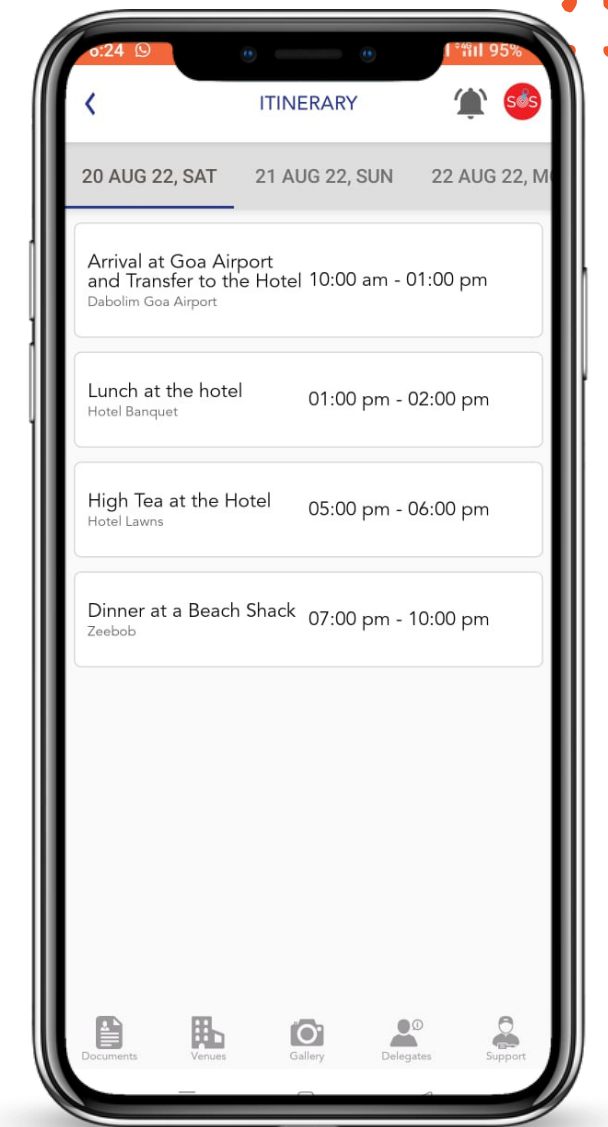 6:24 95%
ITINERARY
SOS
20 AUG 22, SAT 21 AUG 22, SUN 22 AUG 22, M
Arrival at Goa Airport
and Transfer to the Hotel 10:00 am - 01:00 pm
Dabolim Goa Airport
Lunch at the hotel 01:00 pm - 02:00 pm
Hotel Banquet
High Tea at the Hotel 05:00 pm - 06:00 pm
Hotel Lawns
Dinner at a Beach Shack 07:00 pm - 10:00 pm
Zeebob
Documents Venues Gallery Delegates Support